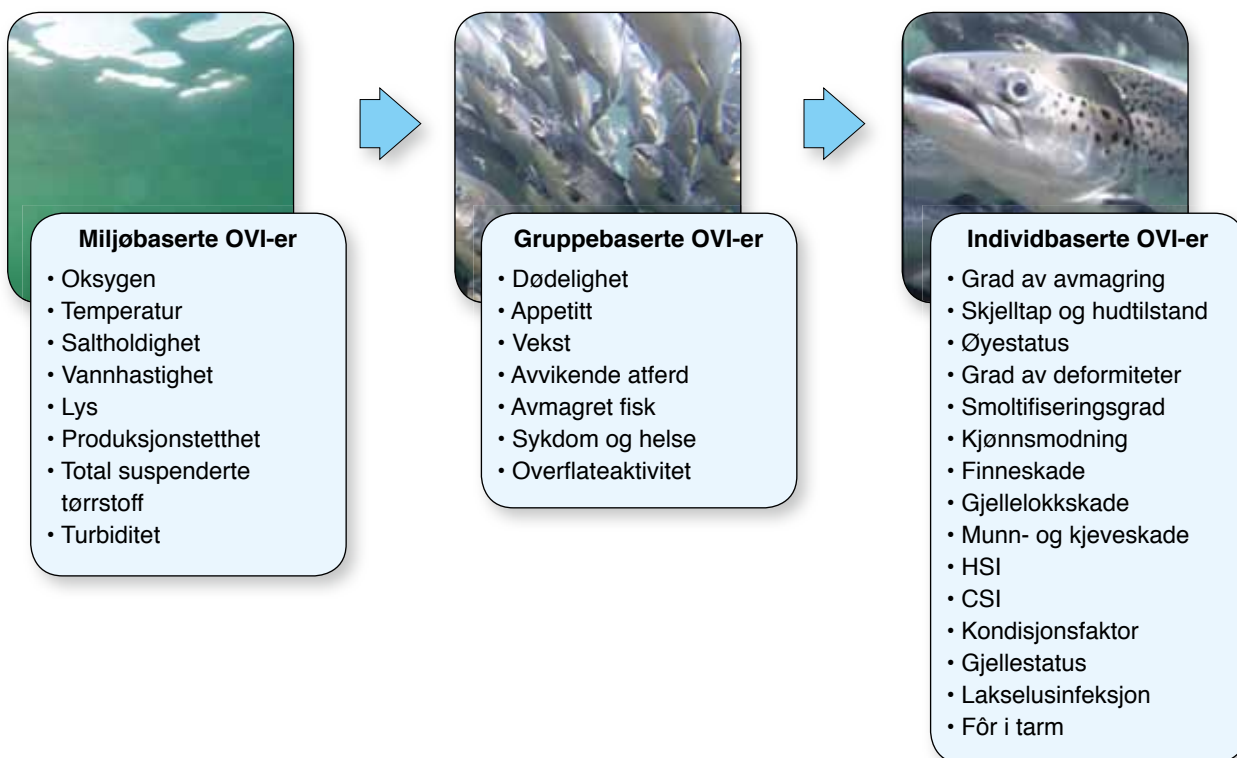 Miljøbaserte OVI-er
• Oksygen
• Temperatur
• Saltholdighet
• Vannhastighet
• Lys
• Produksjonstetthet
• Total suspenderte
tørrstoff
• Turbiditet
Gruppebaserte OVI-er
• Dødelighet
• Appetitt
• Vekst
• Avvikende atferd
• Avmagret fisk
• Sykdom og helse
• Overflateaktivitet
Individbaserte OVI-er
• Grad av avmagring
• Skjelltap og hudtilstand
• Øyestatus
• Grad av deformiteter
• Smoltifiseringsgrad
• Kjønnsmodning
• Finneskade
• Gjellelokkskade
• Munn- og kjeveskade
• HSI
• CSI
• Kondisjonsfaktor
• Gjellestatus
• Lakselusinfeksjon
• Fôr i tarm